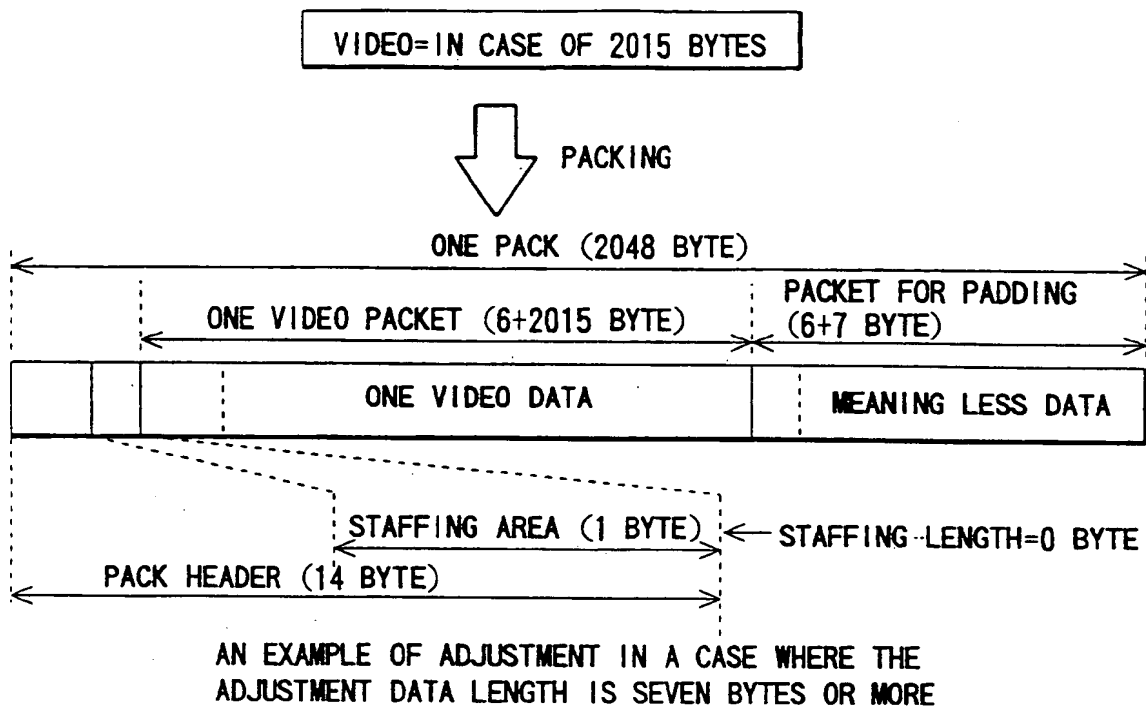 VIDEO=IN CASE OF 2015 BYTES
PACKING
ONE PACK (2048 BYTE)
ONE VIDEO PACKET (6+2015 BYTE)
PACKET FOR PADDING
(6+7 BYTE)
ONE VIDEO DATA
MEANING LESS DATA
STAFFING AREA (1 BYTE)
STAFFING LENGTH=0 BYTE
PACK HEADER (14 BYTE)
AN EXAMPLE OF ADJUSTMENT IN A CASE WHERE THE
ADJUSTMENT DATA LENGTH IS SEVEN BYTES OR MORE